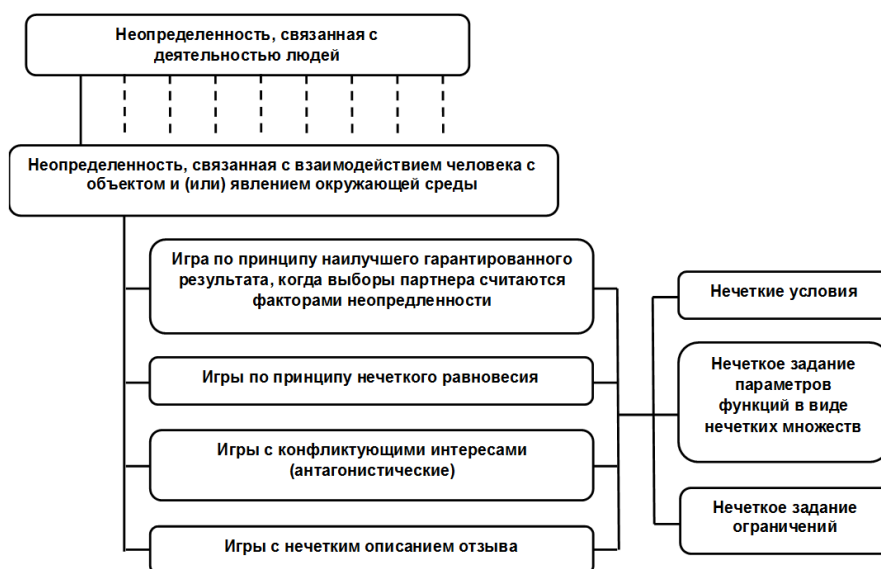 Неопределенность, связанная с
деятельностью людей
Неопределенность, связанная с взаимодействием человека с
объектом и (или) явлением окружающей среды
Игра по принципу наилучшего гарантированного
результата, когда выборы партнера считаются
факторами неопредленности
Игры по принципу нечеткого равновесия
Игры с конфликтующими интересами
(антагонистические)
Игры с нечетким описанием отзыва
Нечеткие условия
Нечеткое задание
параметров
функций в виде
нечетких множеств
Нечеткое задание
ограничений